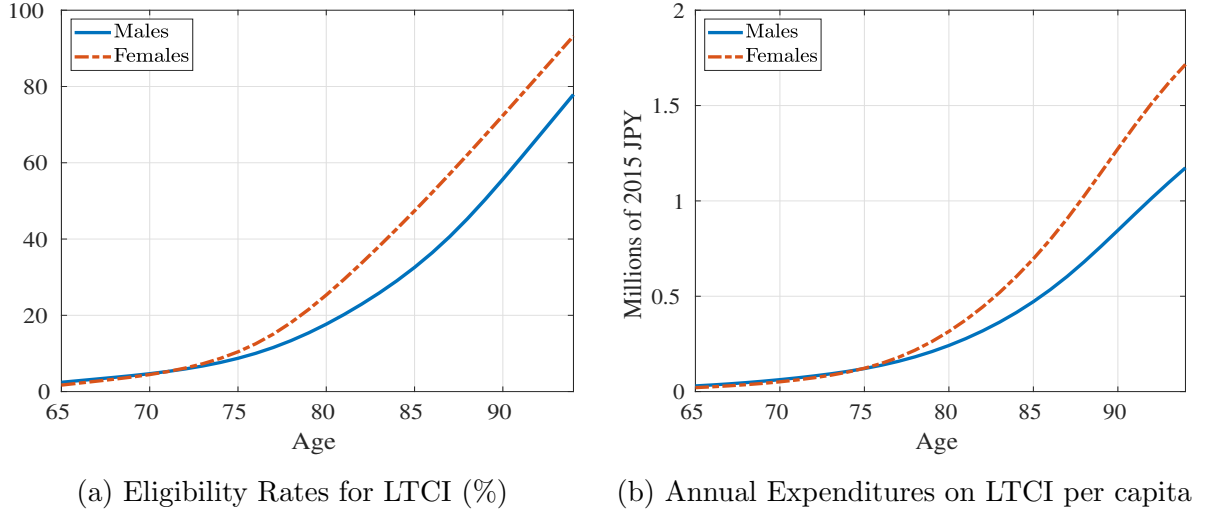 100
80
60
40
20
0
Males
Females
65 70 75 80 85 90
Age
(a) Eligibility Rates for LTCI (%)
2
1.5
1
0.5
0
Millions of 2015 JPY
Males
Females
65 70 75 80 85 90
Age
(b) Annual Expenditures on LTCI per capita